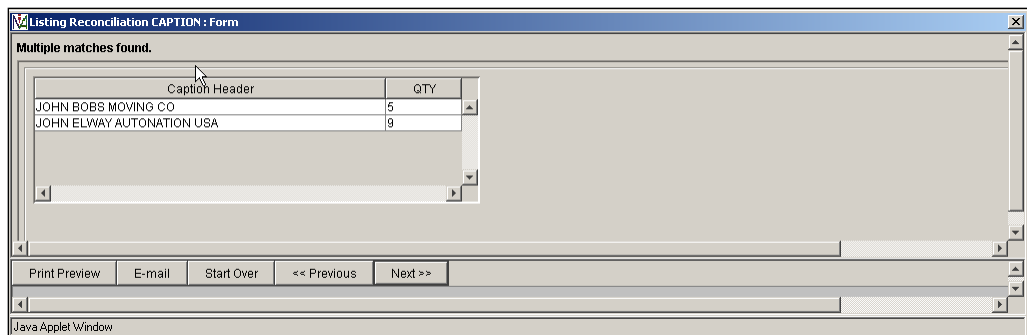 Listing Reconciliation CAPTION : Form
Multiple matches found.
Caption Header QTY
JOHN BOBS MOVING CO 5
JOHN ELWAY AUTONATION USA 9
Print Preview E-mail Start Over << Previous Next >>
Java Applet Window